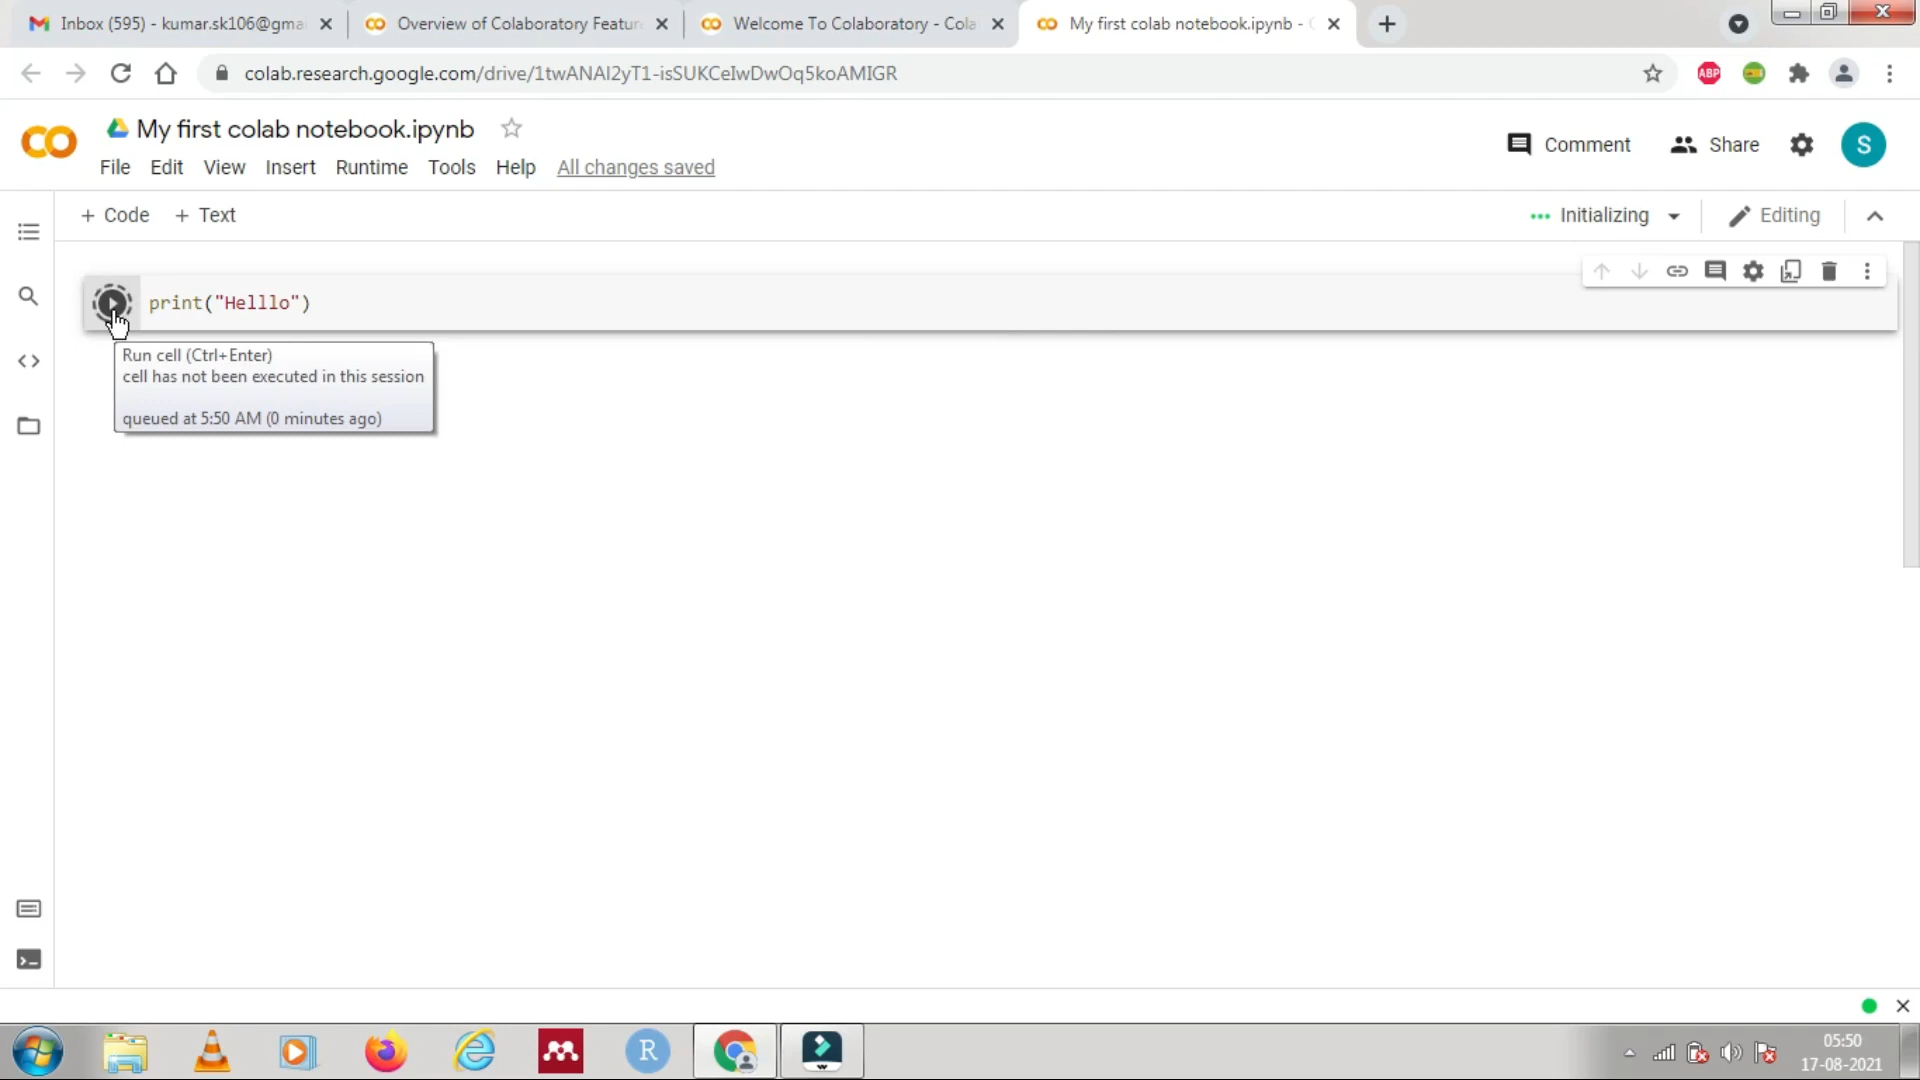 Inbox (595) - kumar.sk106@gma
Overview of Colaboratory Featur
Welcome To Colaboratory - Cola
My first colab notebook.ipynb -
colab.research.google.com/drive/1twANAI2yT1-isSUKCeIwDwOq5koAMIGR
ABP
CO
My first colab notebook.ipynb
Comment
Share
S
File Edit View Insert Runtime Tools Help All changes saved
+ Code + Text
Initializing
Editing
print("Helllo")
Run cell (Ctrl+Enter)
cell has not been executed in this session
queued at 5:50 AM (0 minutes ago)
R
05:50
17-08-2021